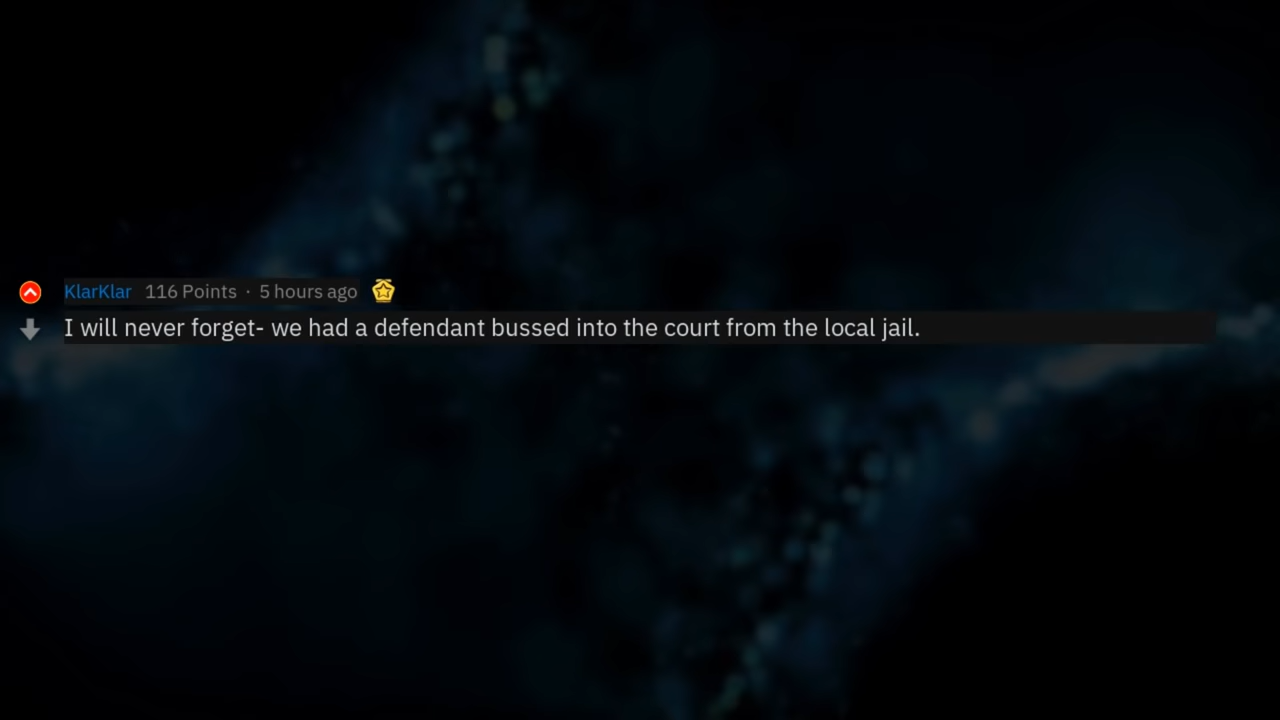 KlarKlar 116 Points · 5 hours ago
I will never forget- we had a defendant bussed into the court from the local jail.